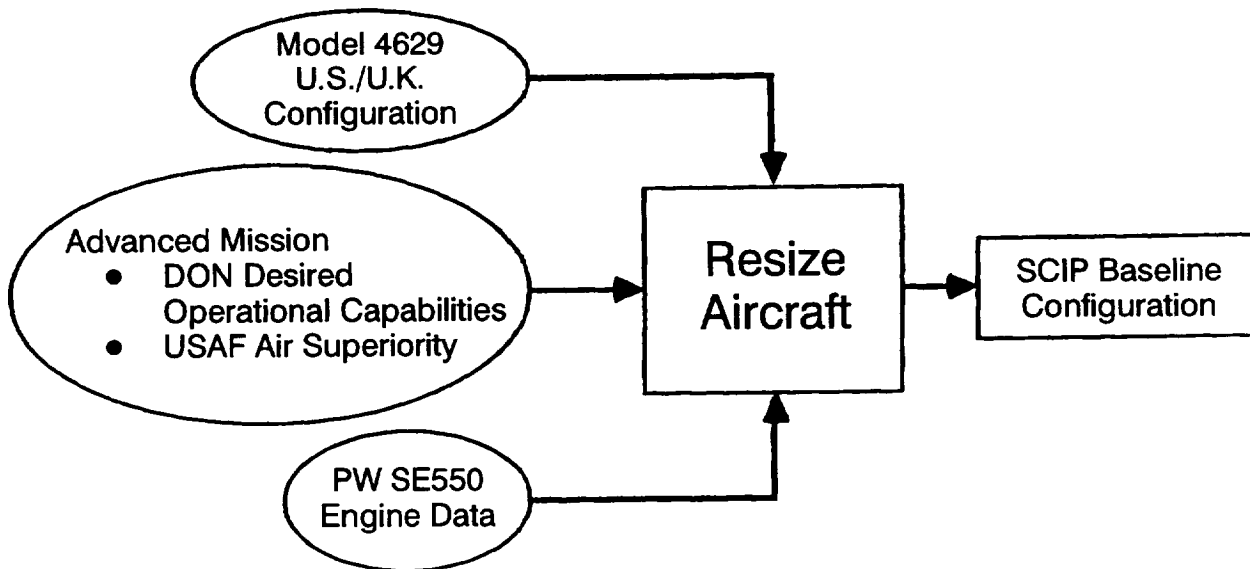 Model 4629
U.S./U.K.
Configuration
Advanced Mission
● DON Desired
Operational Capabilities
● USAF Air Superiority
Resize
Aircraft
SCIP Baseline
Configuration
PW SE550
Engine Data